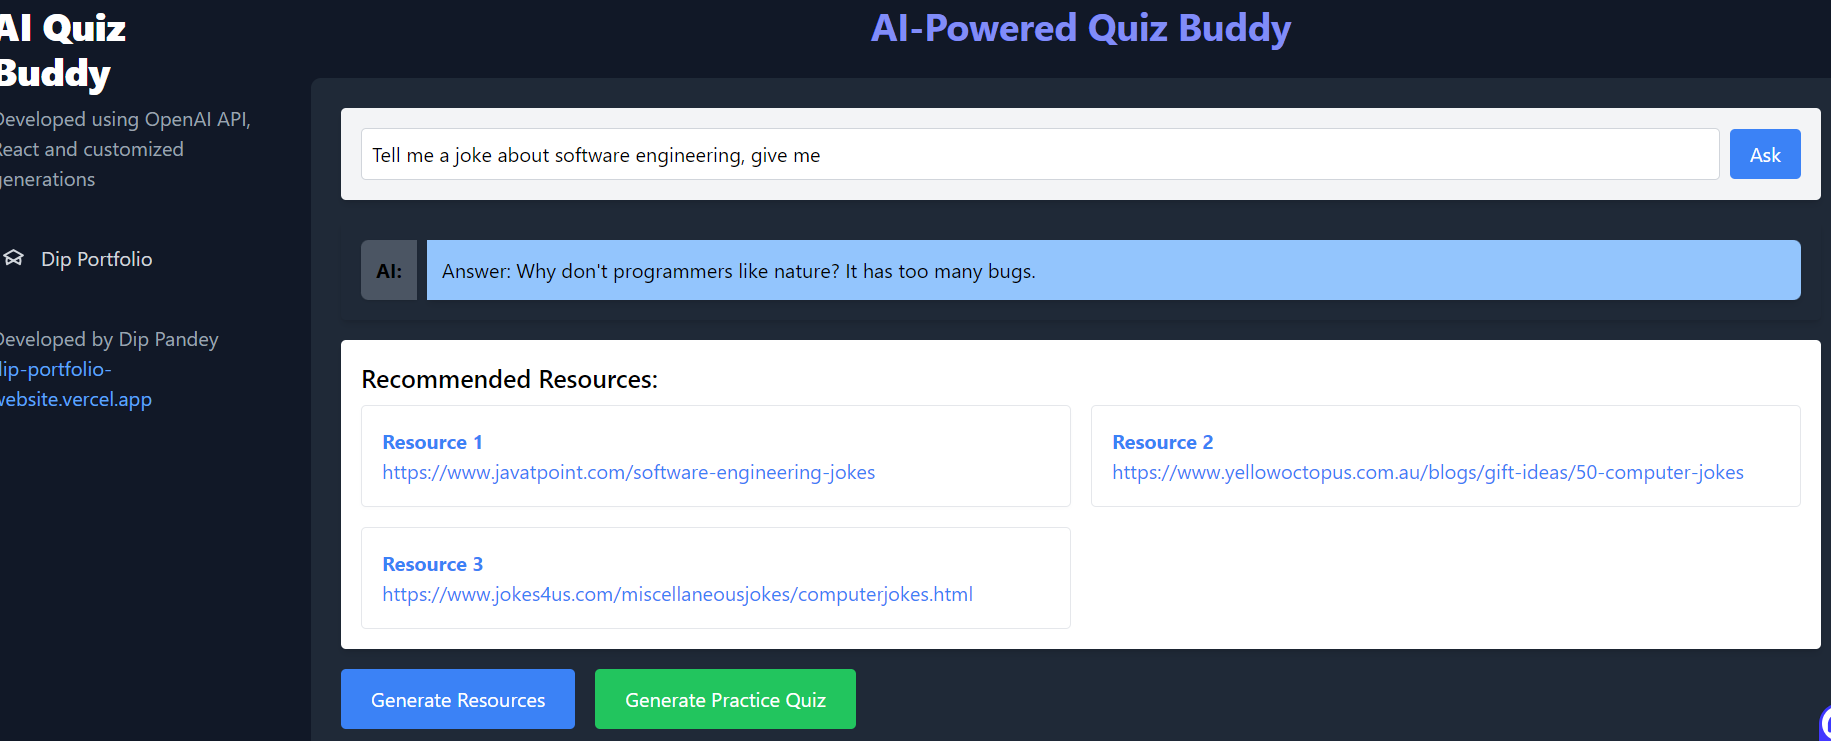 AI Quiz
Buddy
Developed using OpenAI API,
React and customized
generations
Dip Portfolio
Developed by Dip Pandey
dip-portfolio-
website.vercel.app
AI-Powered Quiz Buddy
Tell me a joke about software engineering, give me
Ask
AI:
Answer: Why don't programmers like nature? It has too many bugs.
Recommended Resources:
Resource 1
https://www.javatpoint.com/software-engineering-jokes
Resource 2
https://www.yellowoctopus.com.au/blogs/gift-ideas/50-computer-jokes
Resource 3
https://www.jokes4us.com/miscellaneousjokes/computerjokes.html
Generate Resources
Generate Practice Quiz